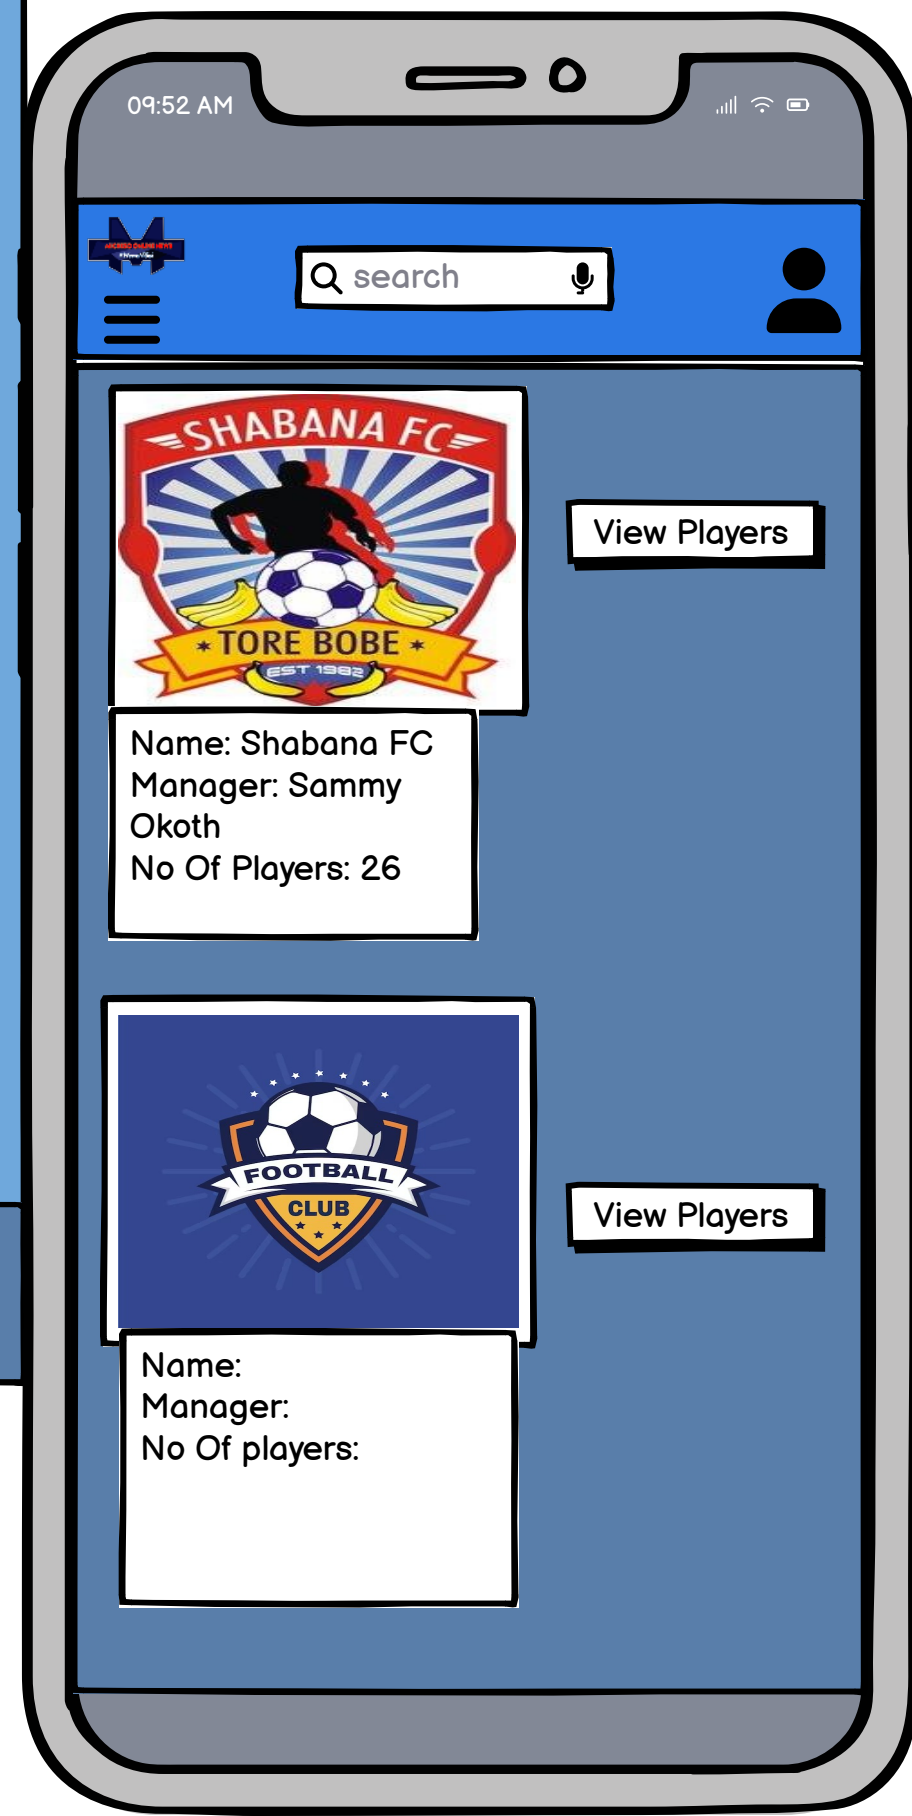 09:52 AM
search
SHABANA FC
TORE BOBE
EST 1982
View Players
Name: Shabana FC
Manager: Sammy
Okoth
No Of Players: 26
FOOTBALL
CLUB
View Players
Name:
Manager:
No Of players: